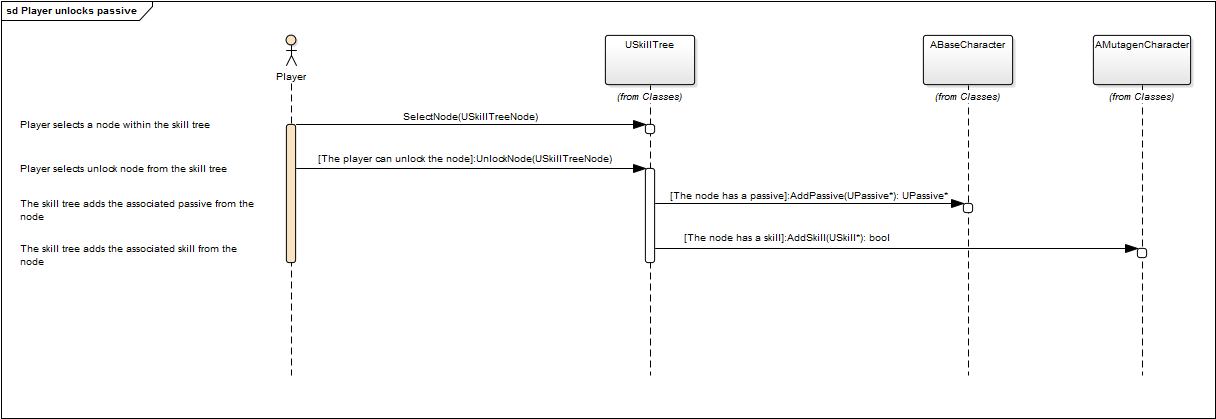 sd Player unlocks passive
USkillTree
ABaseCharacter
AMutagenCharacter
Player
(from Classes)
(from Classes)
(from Classes)
Player selects a node within the skill tree
SelectNode(USkillTreeNode)
Player selects unlock node from the skill tree
[The player can unlock the node]:UnlockNode(USkillTreeNode)
The skill tree adds the associated passive from the
node
[The node has a passive]:AddPassive(UPassive*): UPassive*
The skill tree adds the associated skill from the
node
[The node has a skill]:AddSkill(USkill*): bool